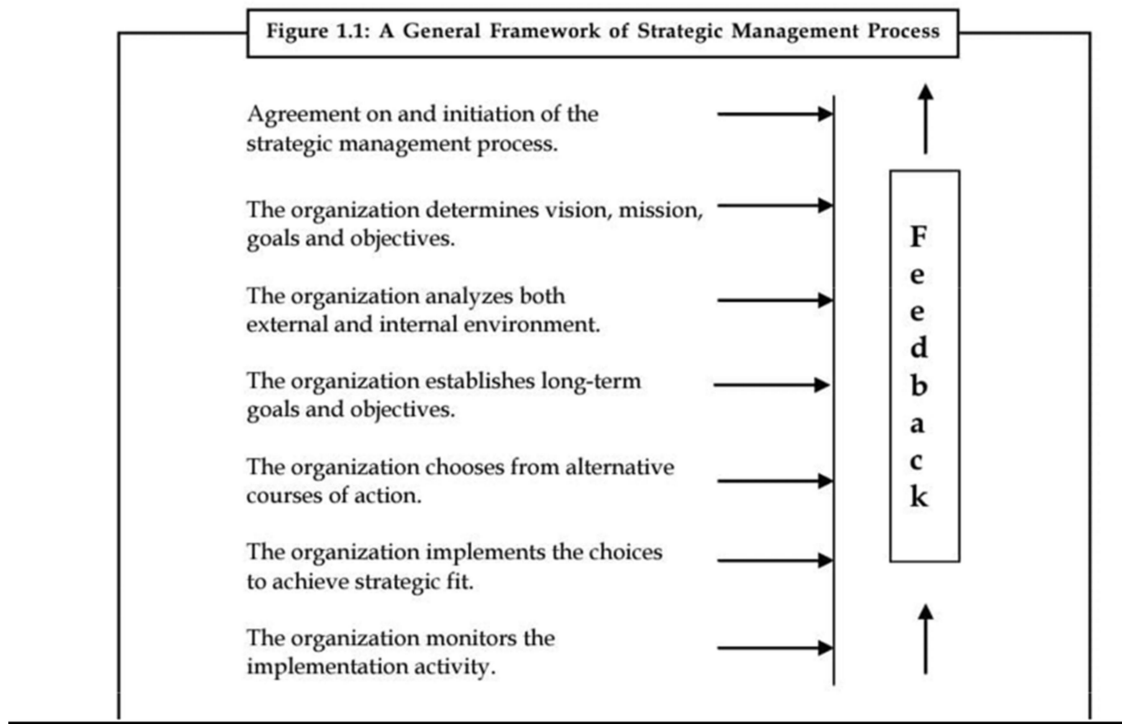 Figure 1.1: A General Framework of Strategic Management Process
Agreement on and initiation of the
strategic management process.
The organization determines vision, mission,
goals and objectives.
The organization analyzes both
external and internal environment.
The organization establishes long-term
goals and objectives.
The organization chooses from alternative
courses of action.
The organization implements the choices
to achieve strategic fit.
The organization monitors the
implementation activity.
Feedback